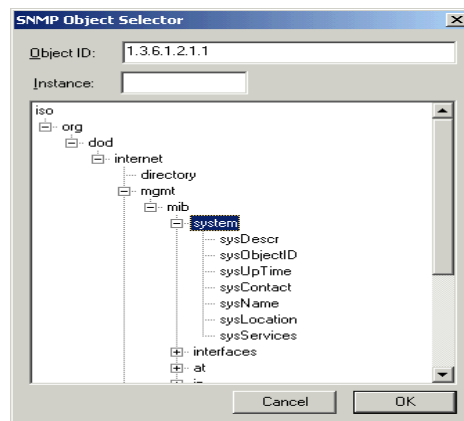 SNMP Object Selector
Object ID: 1.3.6.1.2.1.1
Instance:
iso
org
dod
internet
directory
mgmt
mib
system
sysDescr
sysObjectID
sysUpTime
sysContact
sysName
sysLocation
sysServices
interfaces
at
Cancel OK